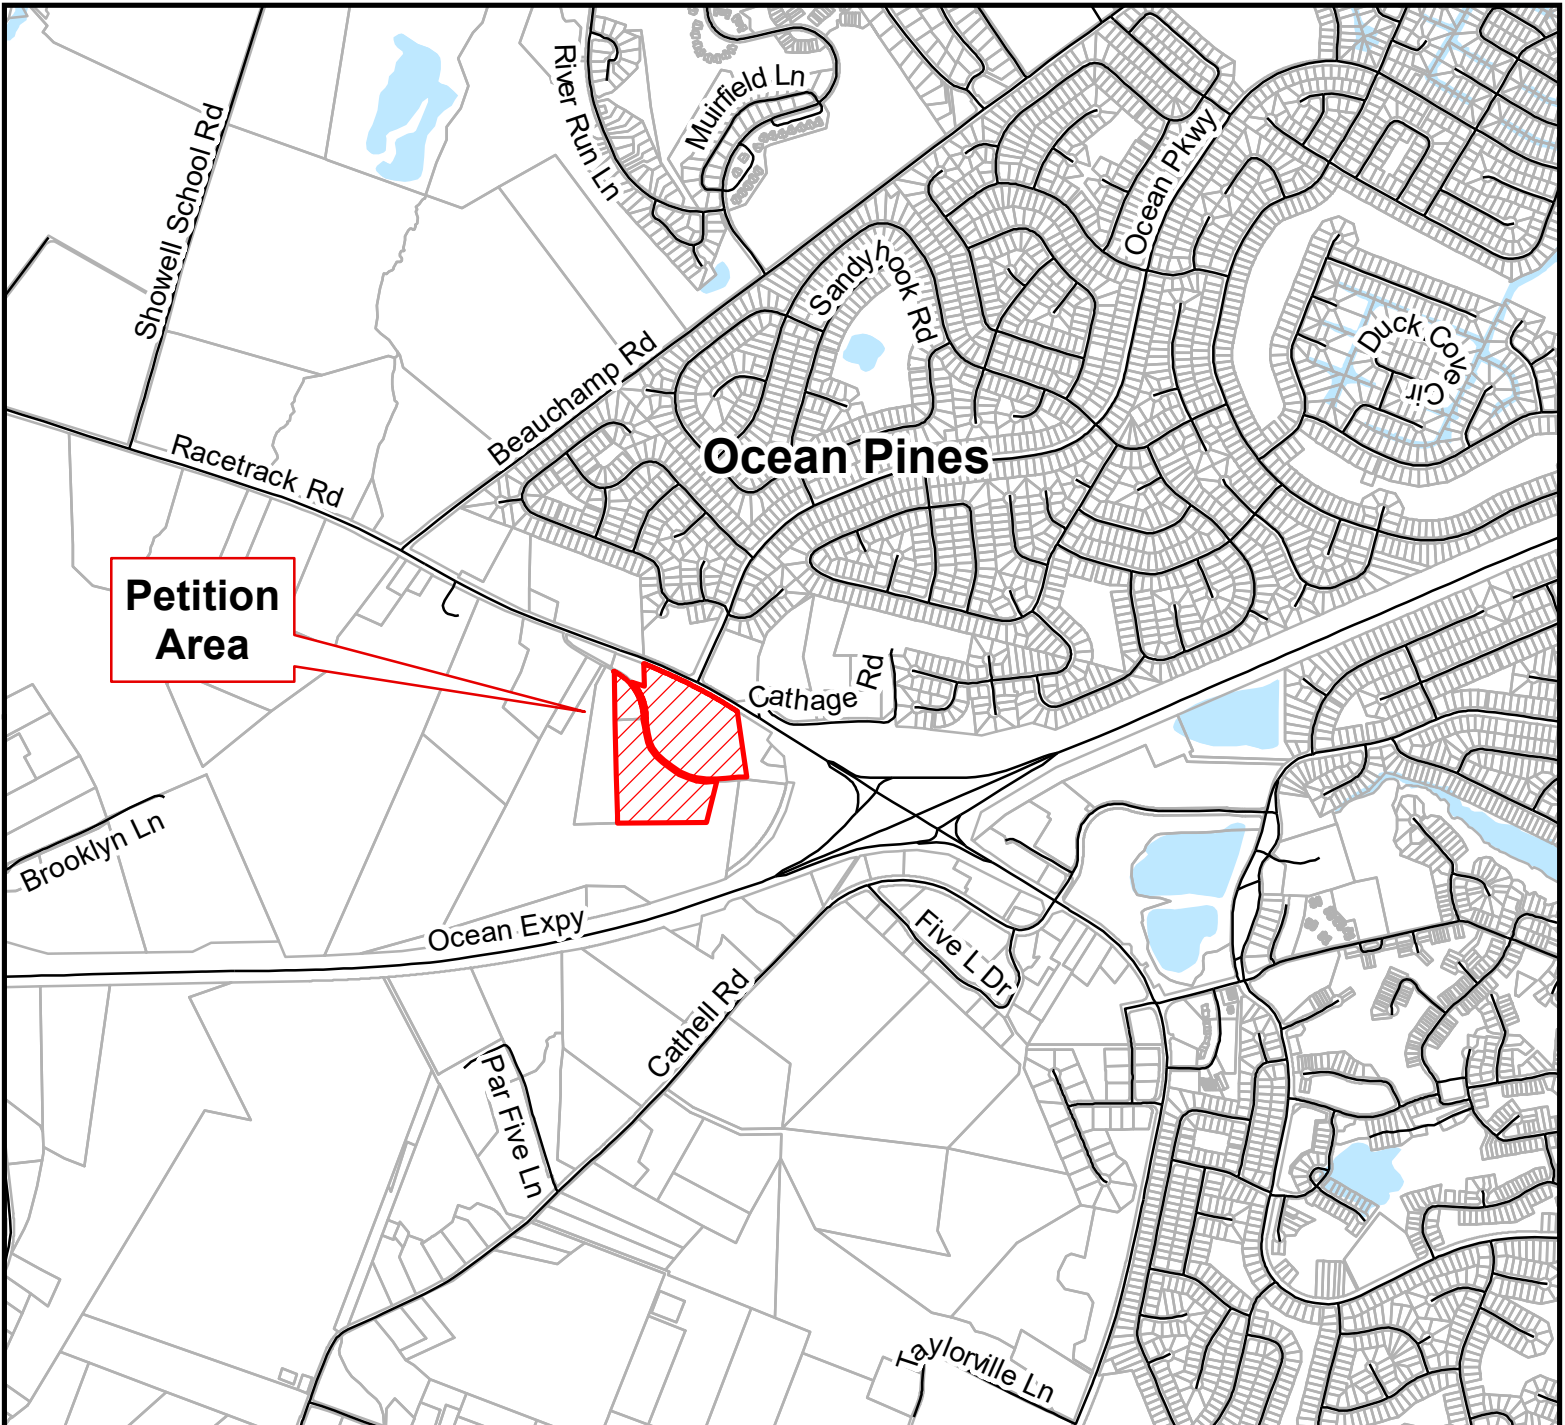 River Run Ln
Muirfield Ln
Showell School Rd
Ocean Pkwy
Sandyhook Rd
Duck Cove Cir
Beauchamp Rd
Ocean Pines
Racetrack Rd
Petition
Area
Cathage Rd
Brooklyn Ln
Ocean Expy
Five L Dr
Cathell Rd
Par Five Ln
Taylorville Ln